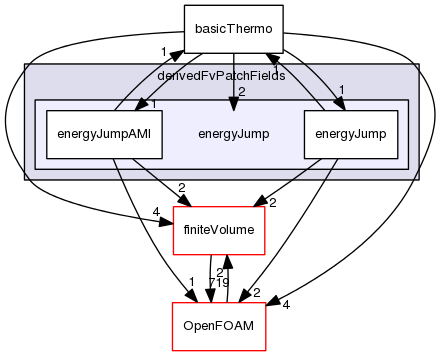 basicThermo
1
1
derivedFvPatchFields
1
1
2
energyJumpAMI
energyJump
energyJump
2
2
4
finiteVolume
2
719
1
2
4
OpenFOAM